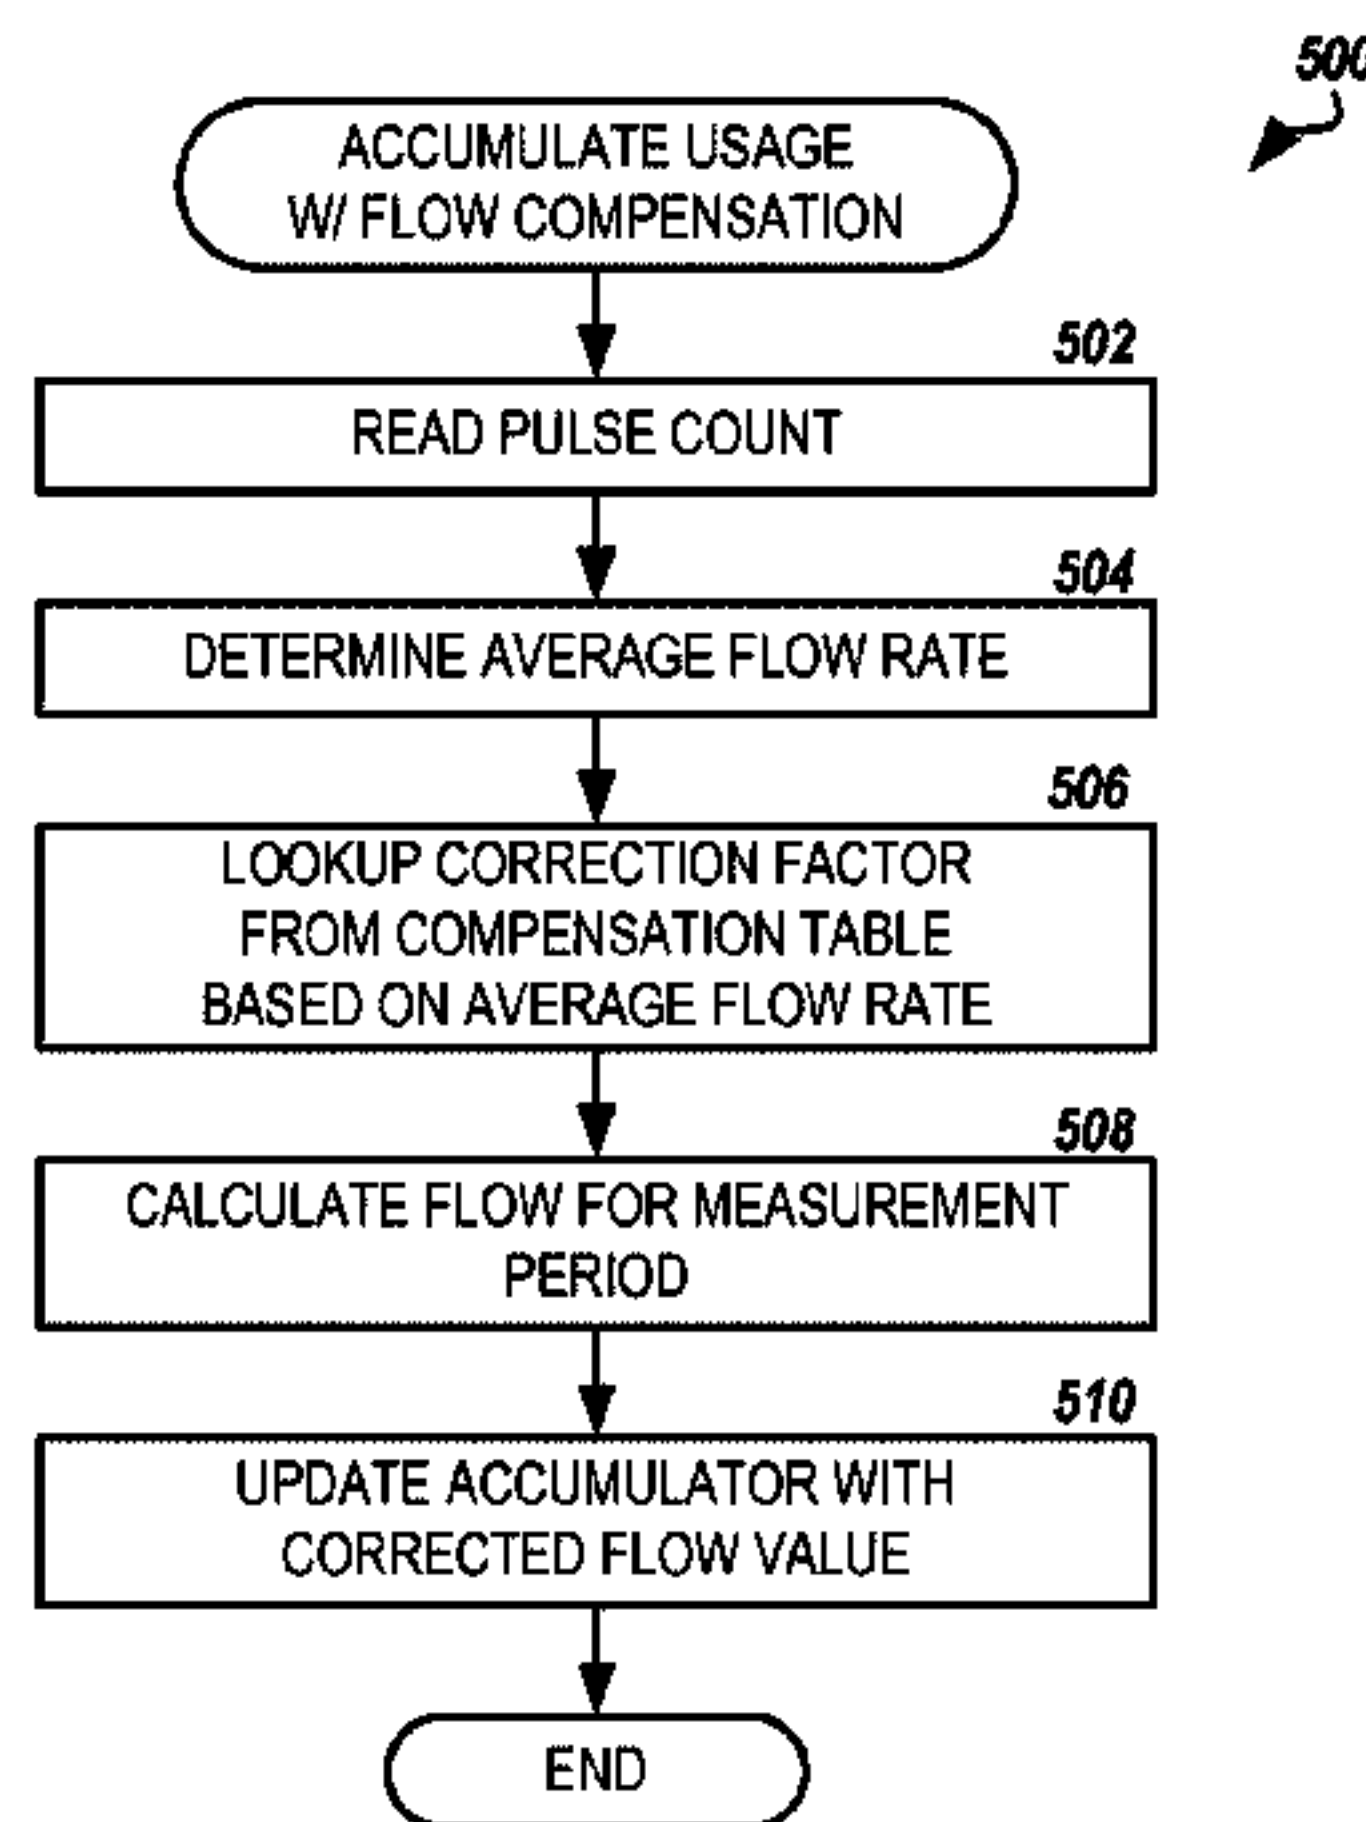 500
ACCUMULATE USAGE
W/ FLOW COMPENSATION
502
READ PULSE COUNT
504
DETERMINE AVERAGE FLOW RATE
506
LOOKUP CORRECTION FACTOR
FROM COMPENSATION TABLE
BASED ON AVERAGE FLOW RATE
508
CALCULATE FLOW FOR MEASUREMENT
PERIOD
510
UPDATE ACCUMULATOR WITH
CORRECTED FLOW VALUE
END